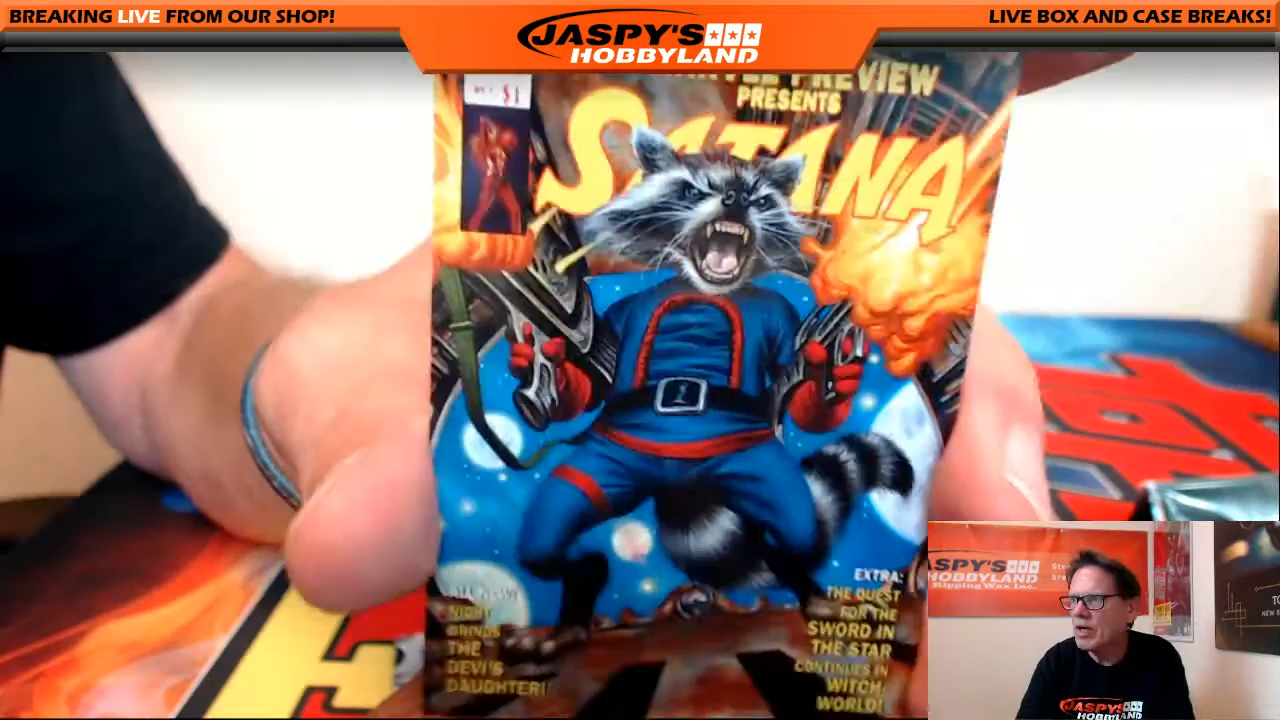 BREAKING LIVE FROM OUR SHOP!
JASPY'S
HOBBYLAND
LIVE BOX AND CASE BREAKS!
PREVIEW
PRESENTS
$1
SATANA
NIGHT
BRINGS
THE
DEVIL'S
DAUGHTER!
EXTRA:
THE QUEST
FOR THE
SWORD IN
THE STAR
CONTINUES IN
WITCH
WORLD!
JASPY'S
HOBBYLAND
Ripping Wax Inc.
JASPY'S
HOBBYLAND